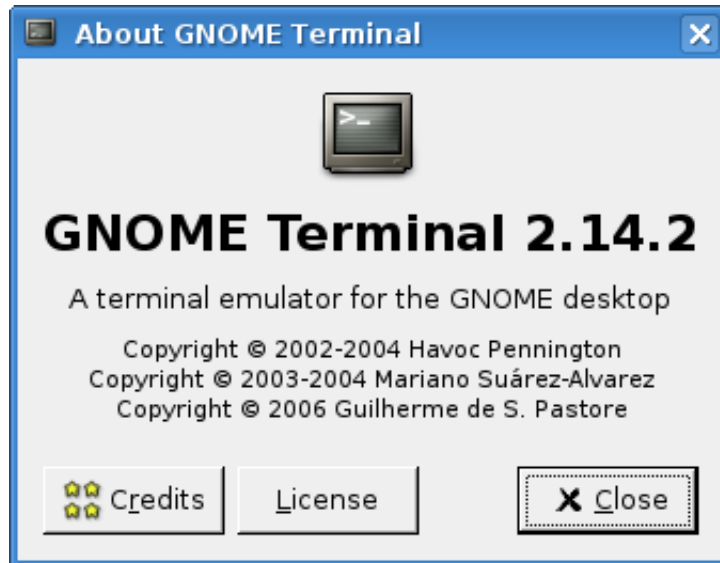 About GNOME Terminal
>_
GNOME Terminal 2.14.2
A terminal emulator for the GNOME desktop
Copyright © 2002-2004 Havoc Pennington
Copyright © 2003-2004 Mariano Suárez-Alvarez
Copyright © 2006 Guilherme de S. Pastore
Credits License Close